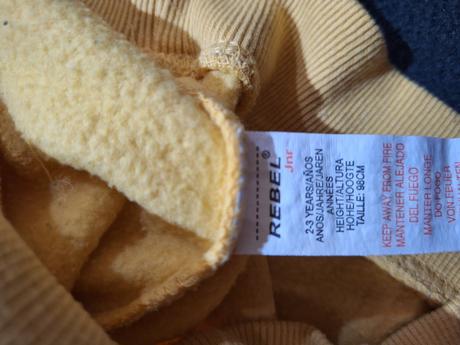 REBEL®
Jnr
2-3 YEARS/AÑOS
ANOS/JAHRE/JAREN
ANNÉES
HEIGHT/ALTURA
HÖHE/HOOGTE
TAILLE: 98CM
KEEP AWAY FROM FIRE
MANTENER ALEJADO
DEL FUEGO
MANTER LONGE
DO FOGO
VON FEUER